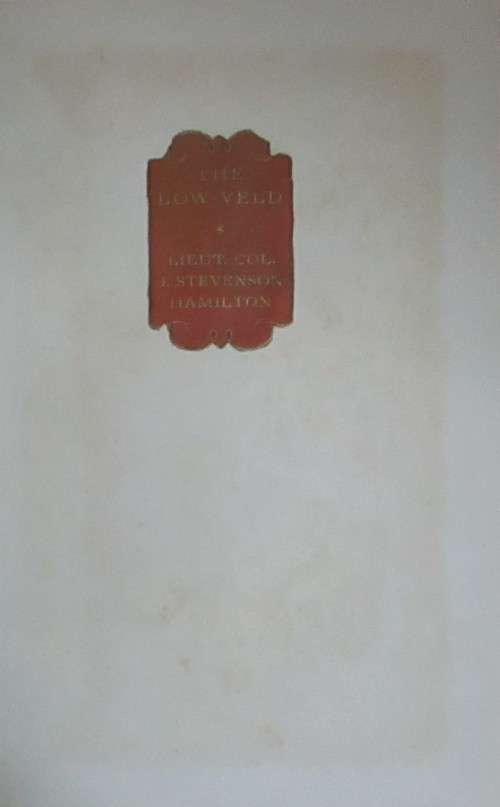 THE
LOW-VELD
LIEUT. COL.
J. STEVENSON
HAMILTON